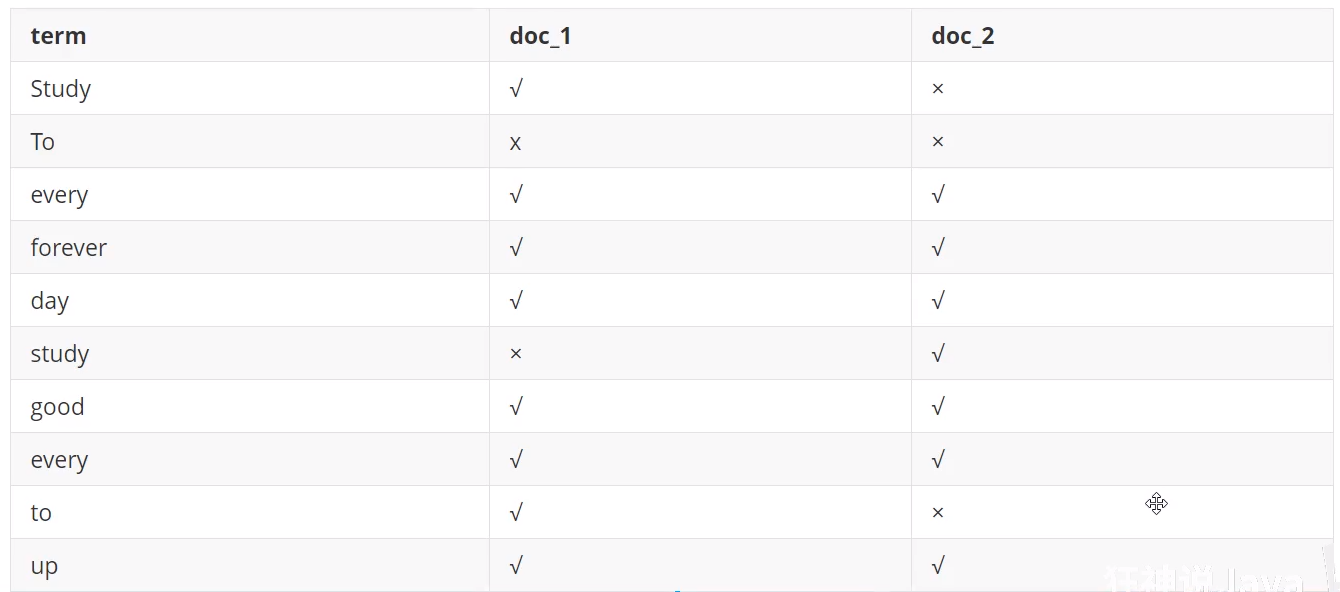 term doc_1 doc_2
Study √ ×
To x ×
every √ √
forever √ √
day √ √
study × √
good √ √
every √ √
to √ ×
up √ √
狂神说Java